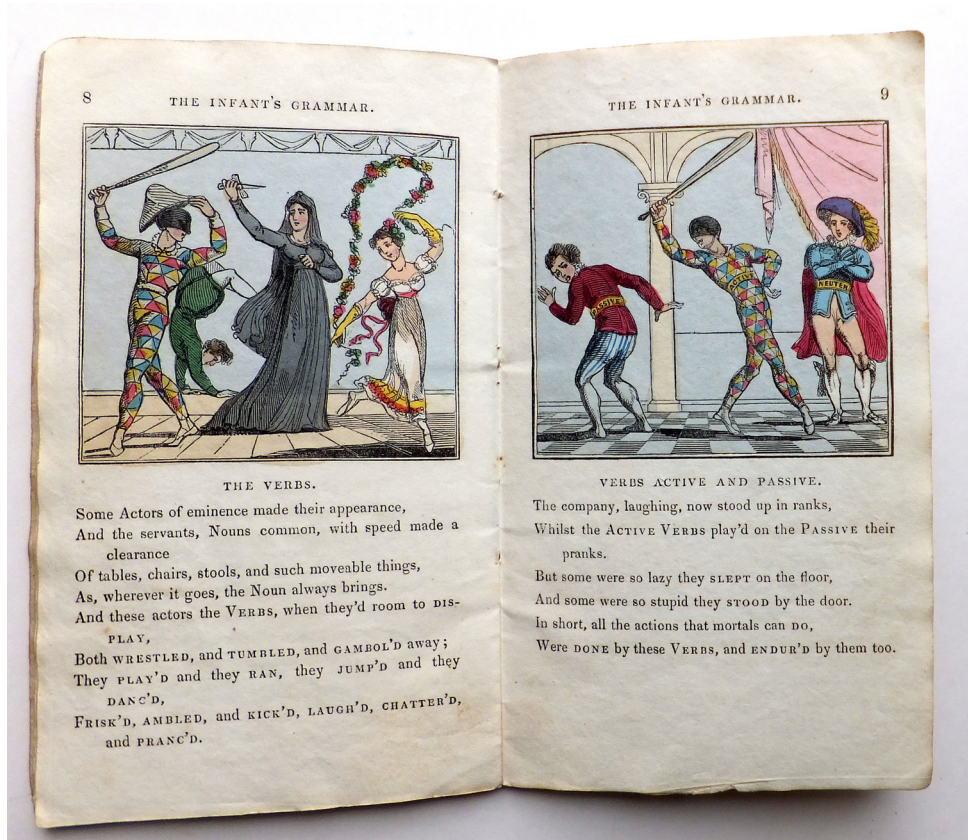 8
THE INFANT'S GRAMMAR.
THE VERBS.
Some Actors of eminence made their appearance,
And the servants, Nouns common, with speed made a
clearance
Of tables, chairs, stools, and such moveable things,
As, wherever it goes, the Noun always brings.
And these actors the VERBS, when they'd room to DIS-
PLAY,
Both WRESTLED, and TUMBLED, and GAMBOL'D away;
They PLAY'D and they RAN, they JUMP'D and they
DANC'D,
FRISK'D, AMBLED, and KICK'D, LAUGH'D, CHATTER'D,
and PRANC'D.
THE INFANT'S GRAMMAR.
9
PASSIVE
ACTIVE
NEUTER
VERBS ACTIVE AND PASSIVE.
The company, laughing, now stood up in ranks,
Whilst the ACTIVE VERBS play'd on the PASSIVE their
pranks.
But some were so lazy they SLEPT on the floor,
And some were so stupid they STOOD by the door.
In short, all the actions that mortals can DO,
Were DONE by these VERBS, and ENDUR'D by them too.